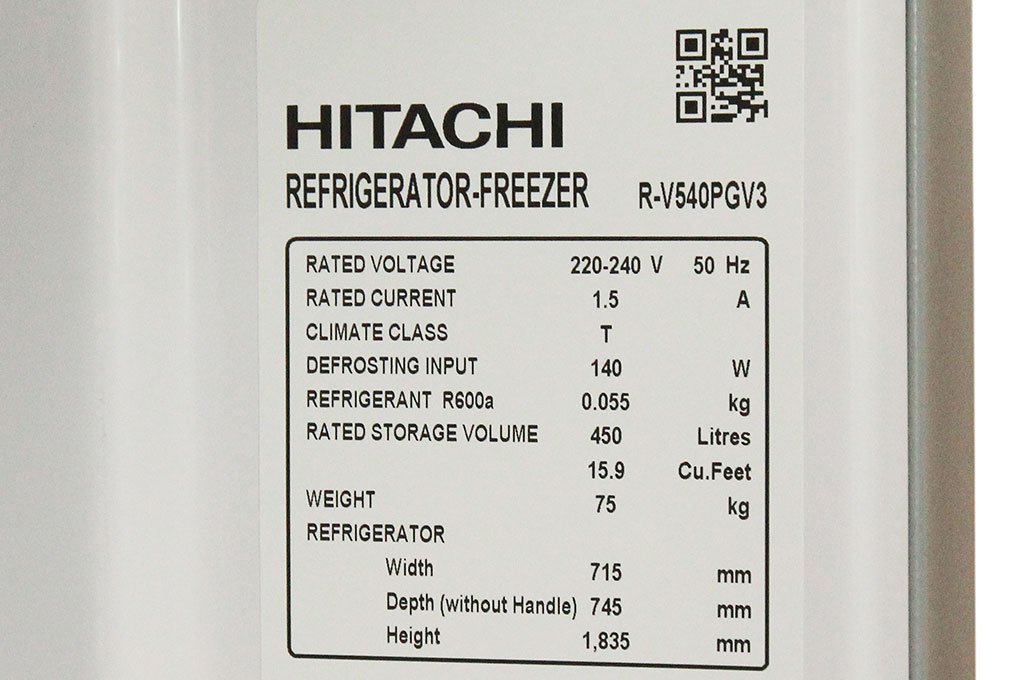 HITACHI
REFRIGERATOR-FREEZER R-V540PGV3
RATED VOLTAGE 220-240 V 50 Hz
RATED CURRENT 1.5 A
CLIMATE CLASS T
DEFROSTING INPUT 140 W
REFRIGERANT R600a 0.055 kg
RATED STORAGE VOLUME 450 Litres
15.9 Cu.Feet
WEIGHT 75 kg
REFRIGERATOR
Width 715 mm
Depth (without Handle) 745 mm
Height 1,835 mm